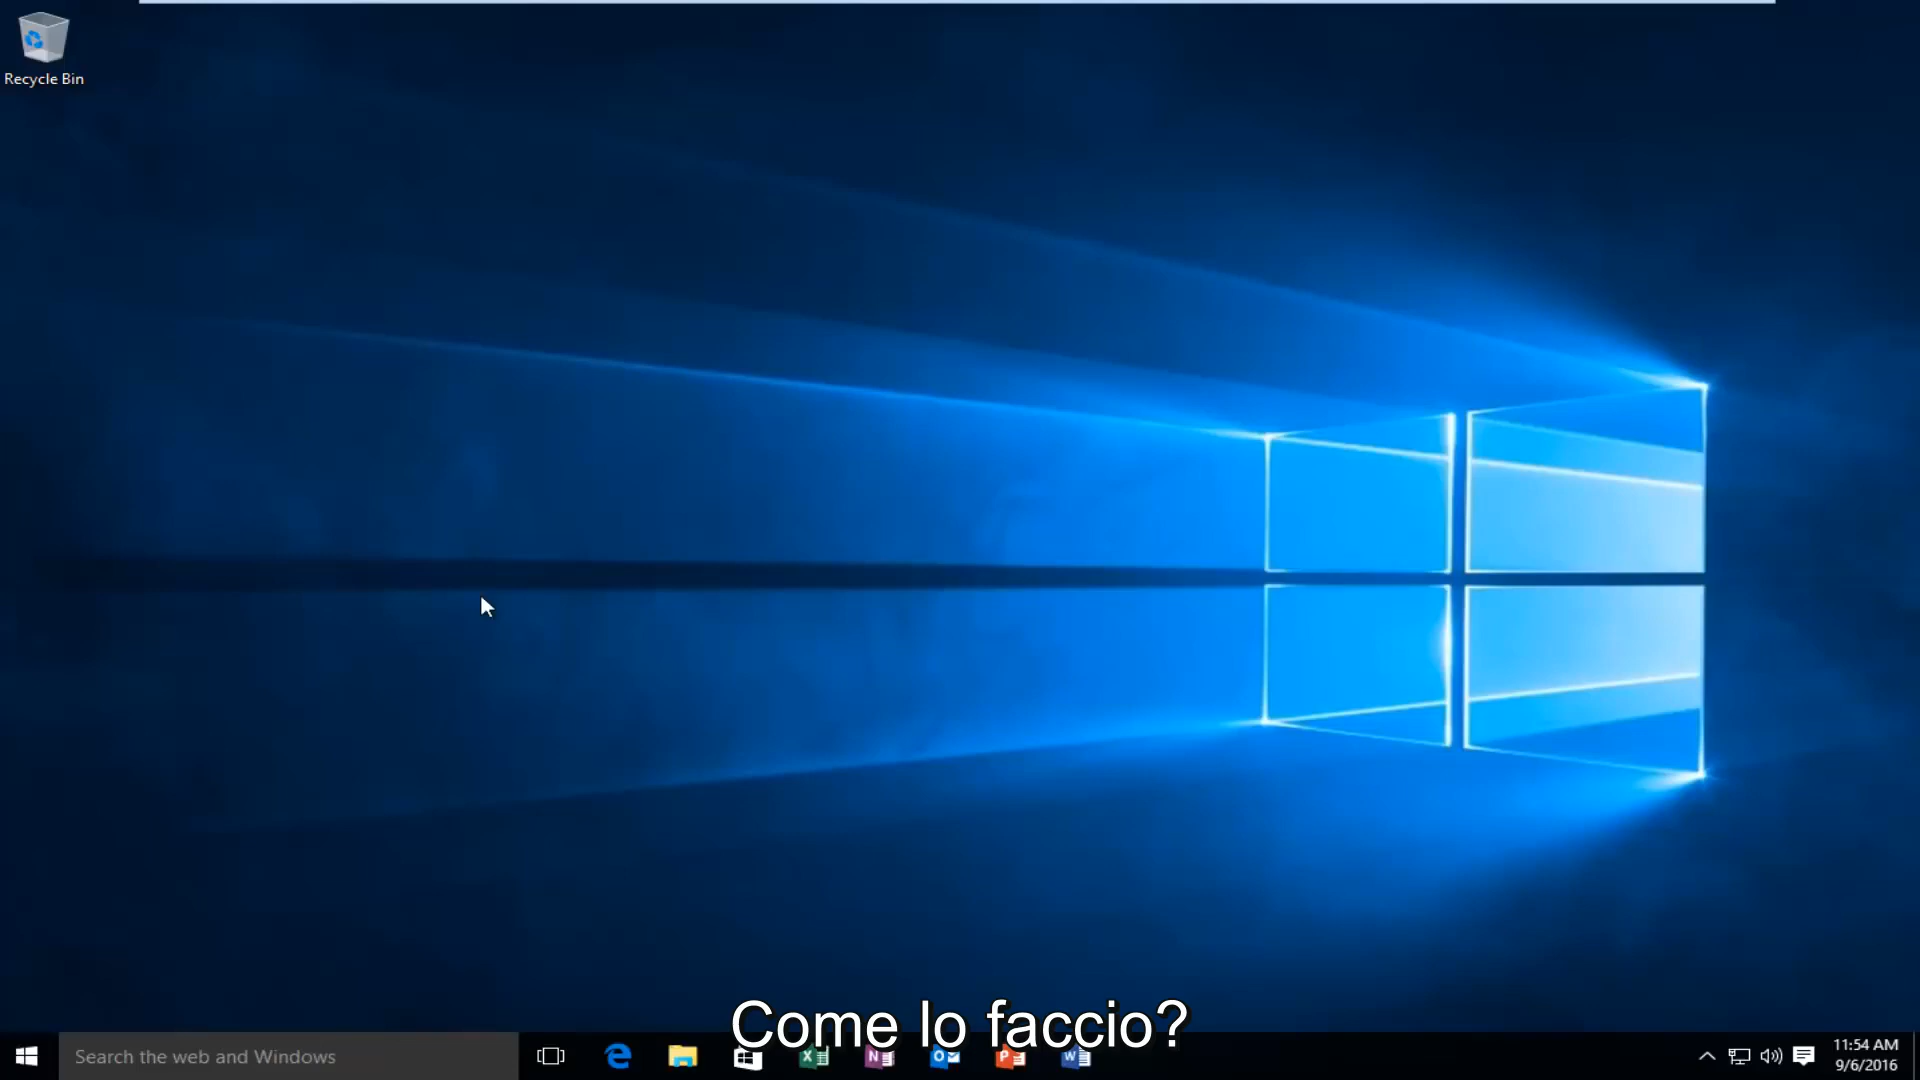 Recycle Bin
Come lo faccio?
Search the web and Windows
11:54 AM
9/6/2016